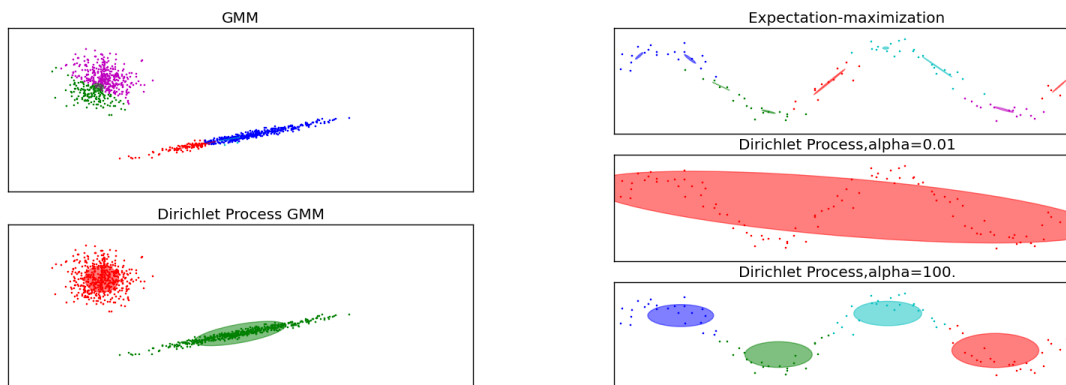 GMM
Dirichlet Process GMM
Expectation-maximization
Dirichlet Process,alpha=0.01
Dirichlet Process,alpha=100.